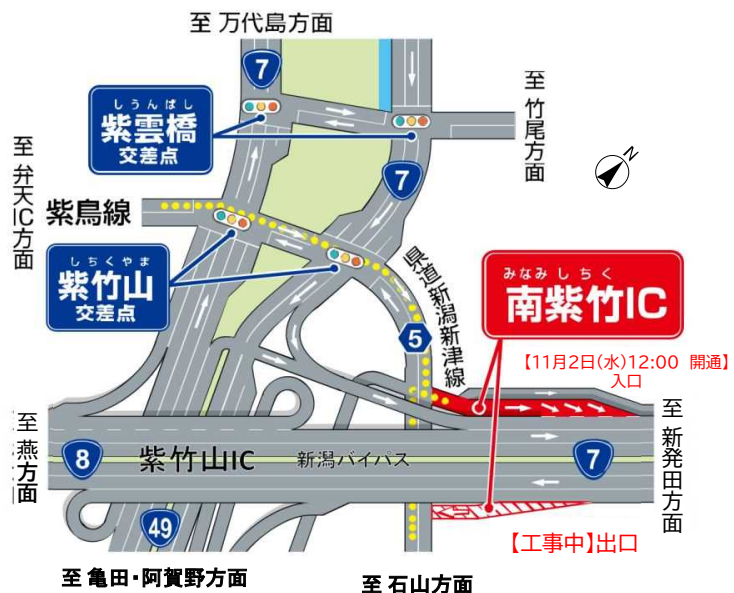 至 万代島方面
7
しうんばし
紫雲橋
交差点
至 竹尾方面
N
7
至 弁天IC方面
紫鳥線
しちくやま
紫竹山
交差点
県道新潟新津線
5
みなみしちく
南紫竹IC
【11月2日(水)12:00 開通】
入口
至 燕方面
8
紫竹山IC
新潟バイパス
7
至 新発田方面
49
【工事中】出口
至 亀田・阿賀野方面
至 石山方面